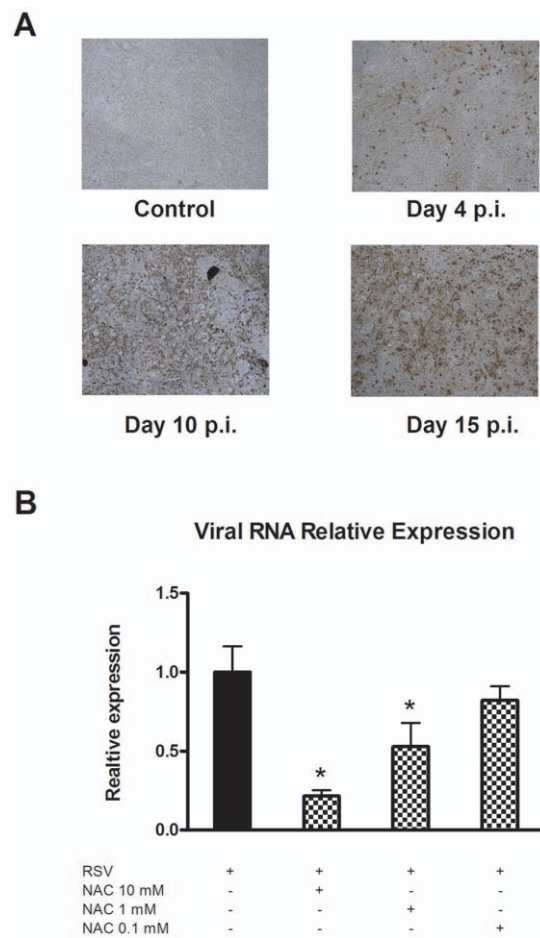 A
Control
Day 4 p.i.
Day 10 p.i.
Day 15 p.i.
B
Viral RNA Relative Expression
Realtive expression
1.5
1.0
0.5
0.0
*
*
RSV + + + +
NAC 10 mM - + - -
NAC 1 mM - - + -
NAC 0.1 mM - - - +